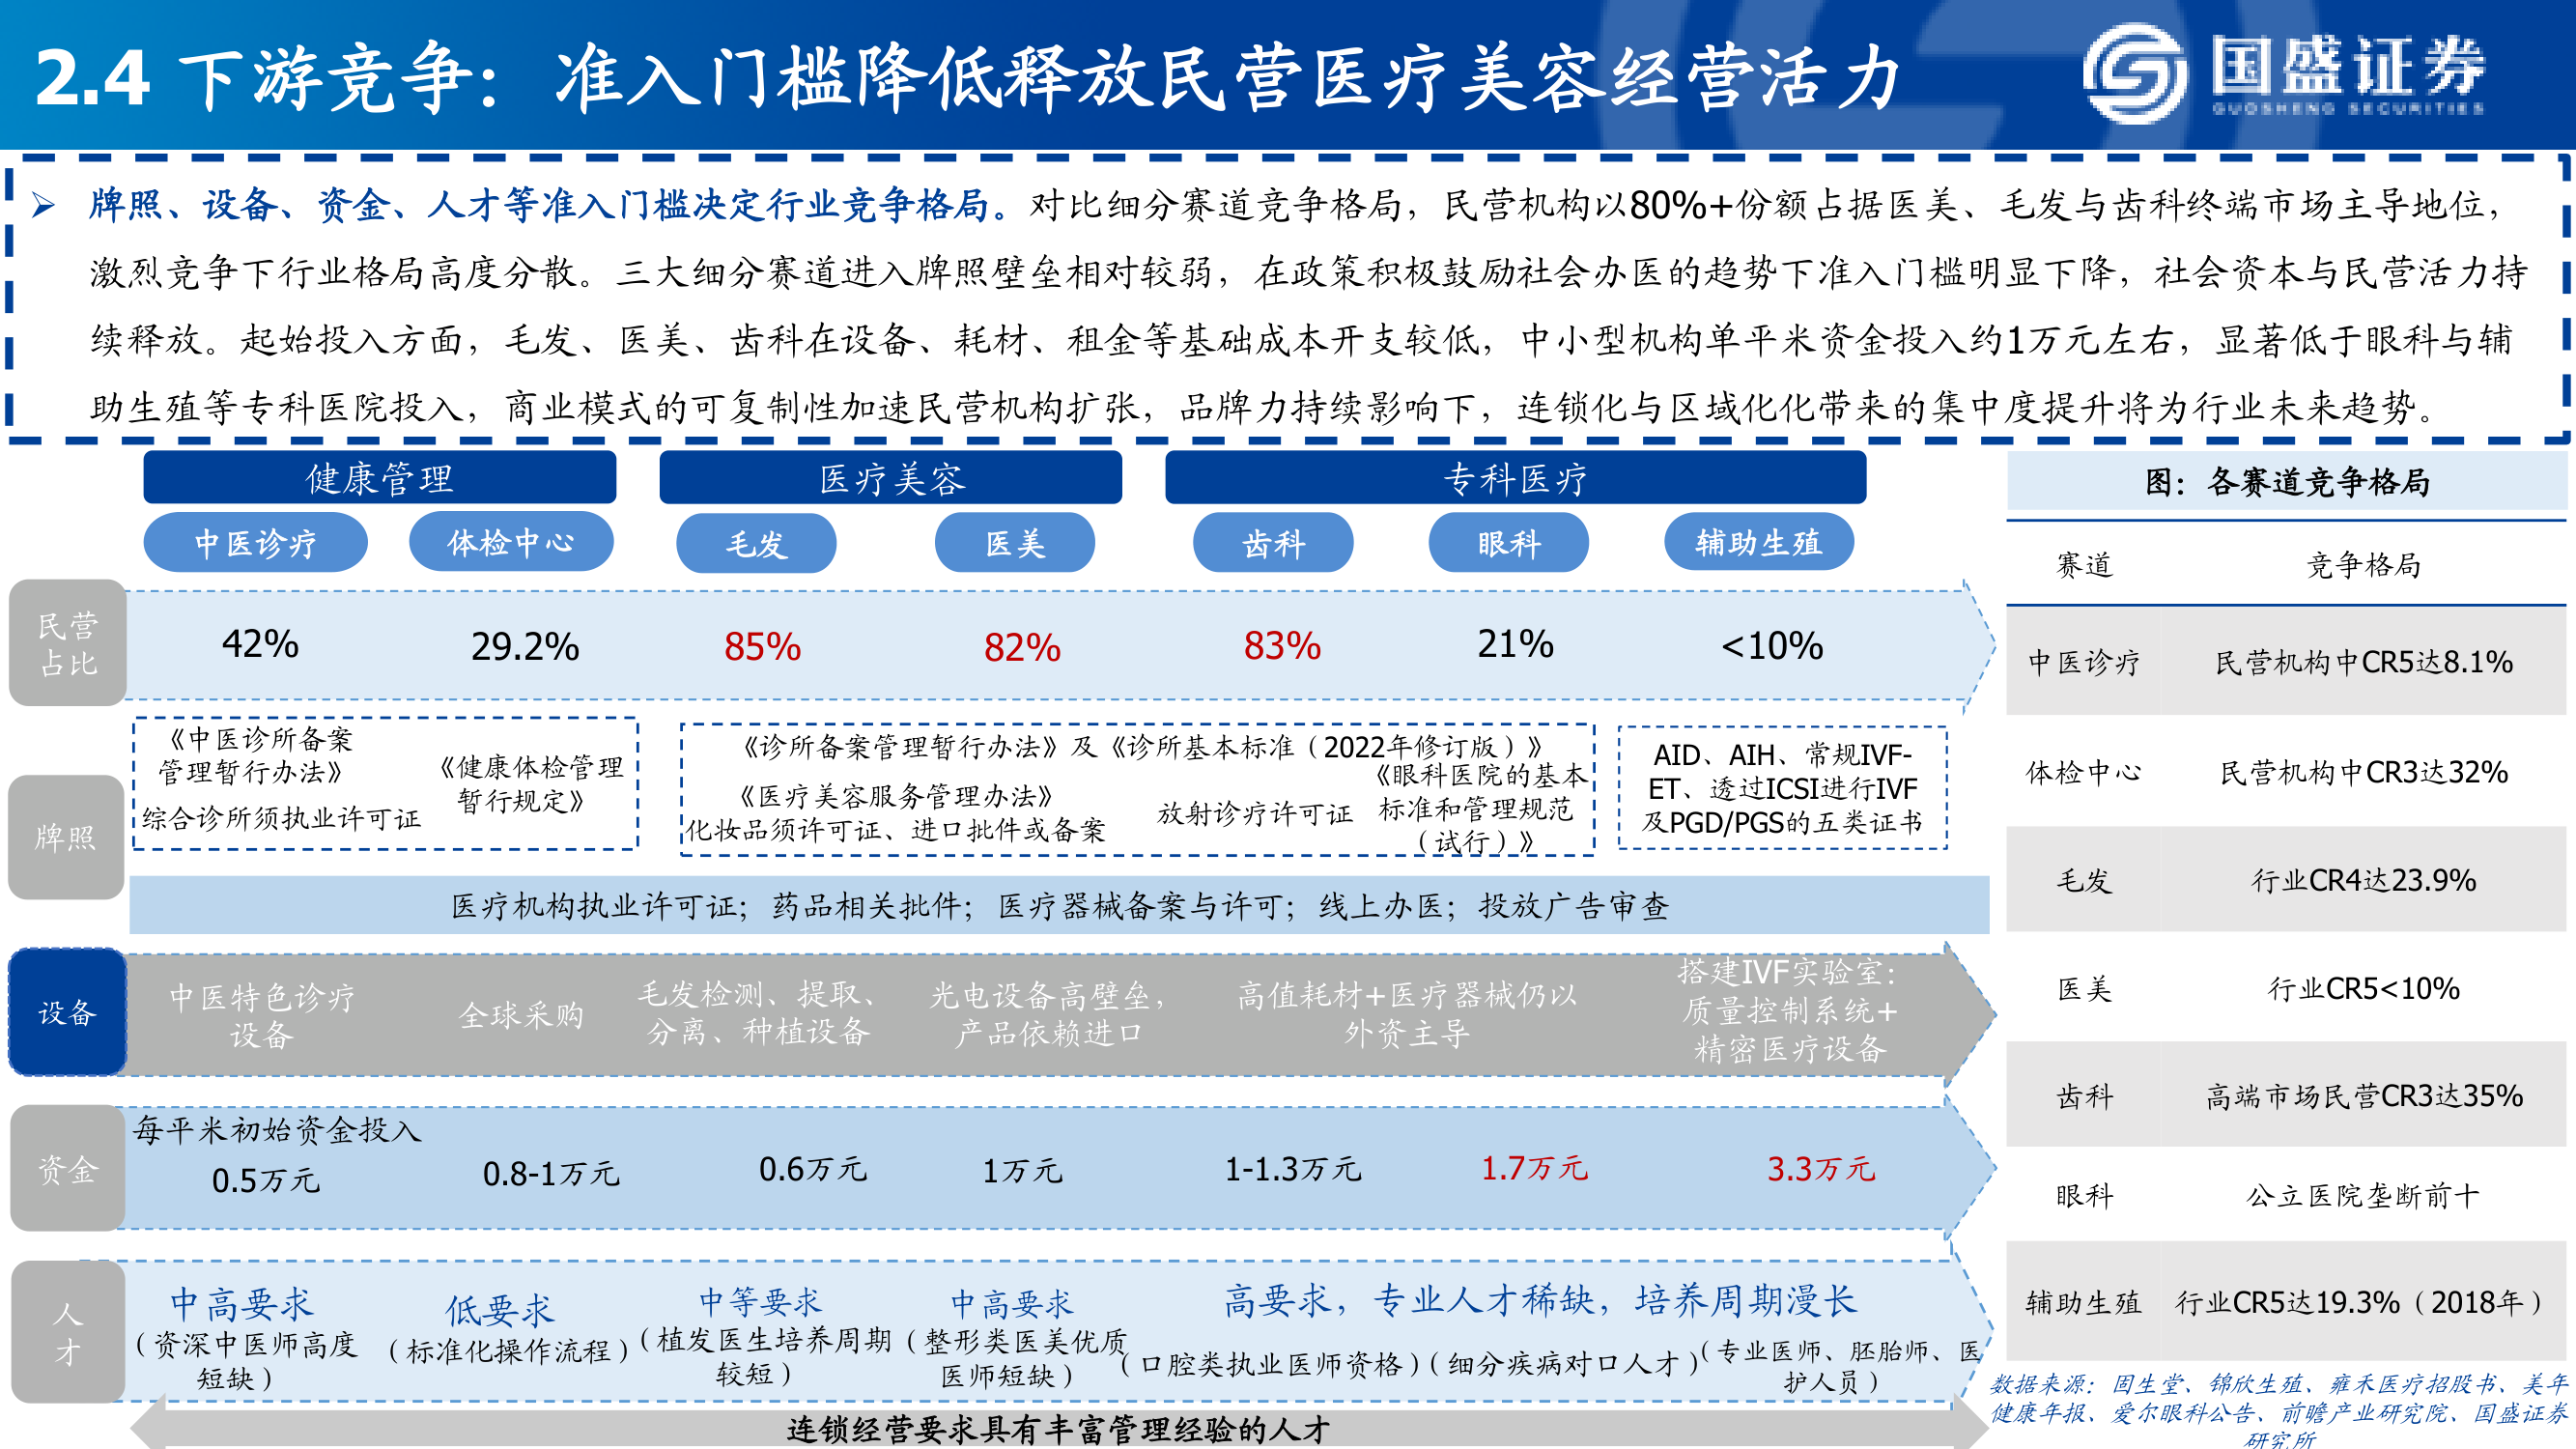 2.4 下游竞争：准入门槛降低释放民营医疗美容经营活力
国盛证券
GUOSHENG SECURITIES
牌照、设备、资金、人才等准入门槛决定行业竞争格局。对比细分赛道竞争格局，民营机构以80%+份额占据医美、毛发与齿科终端市场主导地位，
激烈竞争下行业格局高度分散。三大细分赛道进入牌照壁垒相对较弱，在政策积极鼓励社会办医的趋势下准入门槛明显下降，社会资本与民营活力持
续释放。起始投入方面，毛发、医美、齿科在设备、耗材、租金等基础成本开支较低，中小型机构单平米资金投入约1万元左右，显著低于眼科与辅
助生殖等专科医院投入，商业模式的可复制性加速民营机构扩张，品牌力持续影响下，连锁化与区域化化带来的集中度提升将为行业未来趋势。
健康管理
医疗美容
专科医疗
中医诊疗
体检中心
毛发
医美
齿科
眼科
辅助生殖
民营
占比
42%
29.2%
85%
82%
83%
21%
<10%
牌照
《中医诊所备案
管理暂行办法》
综合诊所须执业许可证
《健康体检管理
暂行规定》
《诊所备案管理暂行办法》及《诊所基本标准（2022年修订版）》
《医疗美容服务管理办法》
化妆品须许可证、进口批件或备案
放射诊疗许可证
《眼科医院的基本
标准和管理规范
（试行）》
AID、AIH、常规IVF-
ET、透过ICSI进行IVF
及PGD/PGS的五类证书
医疗机构执业许可证；药品相关批件；医疗器械备案与许可；线上办医；投放广告审查
设备
中医特色诊疗
设备
全球采购
毛发检测、提取、
分离、种植设备
光电设备高壁垒，
产品依赖进口
高值耗材+医疗器械仍以
外资主导
搭建IVF实验室：
质量控制系统+
精密医疗设备
资金
每平米初始资金投入
0.5万元
0.8-1万元
0.6万元
1万元
1-1.3万元
1.7万元
3.3万元
人
才
中高要求
（资深中医师高度
短缺）
低要求
（标准化操作流程）
中等要求
（植发医生培养周期
较短）
中高要求
（整形类医美优质
医师短缺）
高要求，专业人才稀缺，培养周期漫长
（口腔类执业医师资格）
（细分疾病对口人才）
（专业医师、胚胎师、医
护人员）
连锁经营要求具有丰富管理经验的人才
图：各赛道竞争格局
赛道 竞争格局
中医诊疗 民营机构中CR5达8.1%
体检中心 民营机构中CR3达32%
毛发 行业CR4达23.9%
医美 行业CR5<10%
齿科 高端市场民营CR3达35%
眼科 公立医院垄断前十
辅助生殖 行业CR5达19.3%（2018年）
数据来源：固生堂、锦欣生殖、雍禾医疗招股书、美年
健康年报、爱尔眼科公告、前瞻产业研究院、国盛证券
研究所